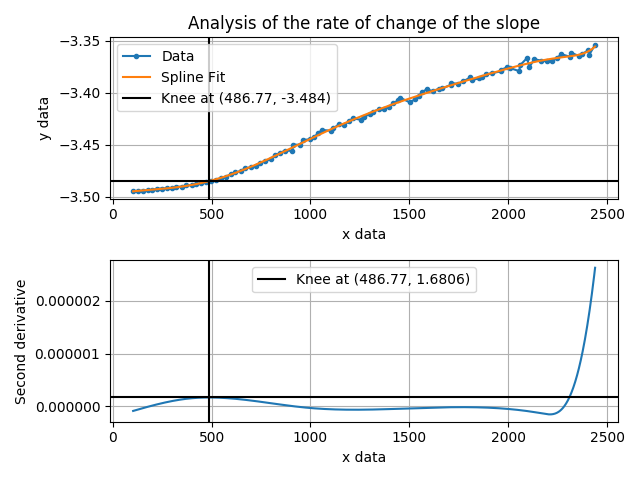 Analysis of the rate of change of the slope
−3.35
−3.40
−3.45
−3.50
y data
Data
Spline Fit
Knee at (486.77, -3.484)
0
500
1000
1500
2000
2500
x data
0.000002
0.000001
0.000000
Second derivative
Knee at (486.77, 1.6806)
0
500
1000
1500
2000
2500
x data